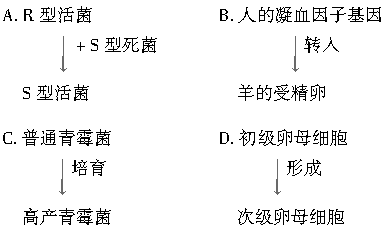 A. R 型活菌
+ S 型死菌
S 型活菌
B. 人的凝血因子基因
转入
羊的受精卵
C. 普通青霉菌
培育
高产青霉菌
D. 初级卵母细胞
形成
次级卵母细胞